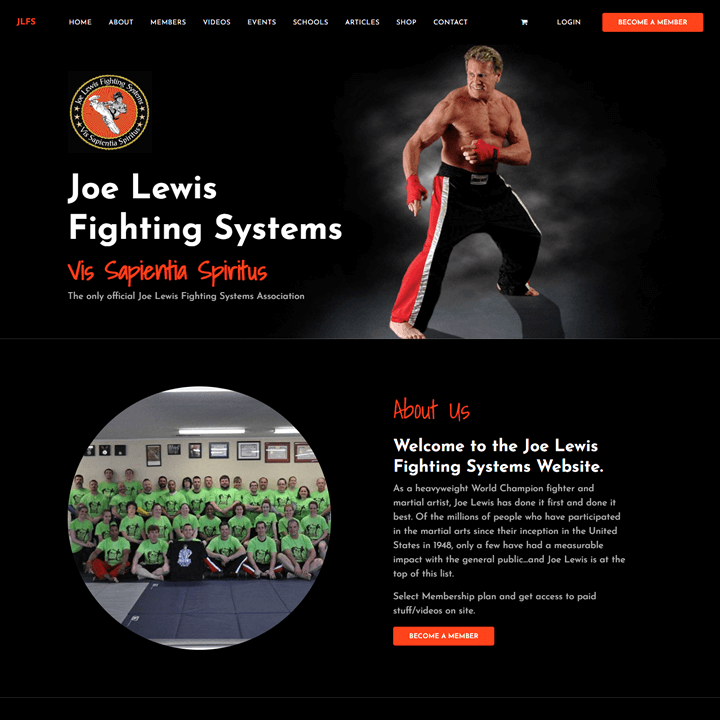 JLFS
HOME ABOUT MEMBERS VIDEOS EVENTS SCHOOLS ARTICLES SHOP CONTACT LOGIN BECOME A MEMBER
Joe Lewis Fighting Systems
Vis Sapientia Spiritus
Joe Lewis
Fighting Systems
Vis Sapientia Spiritus
The only official Joe Lewis Fighting Systems Association
About Us
Welcome to the Joe Lewis
Fighting Systems Website.
As a heavyweight World Champion fighter and
martial artist, Joe Lewis has done it first and done it
best. Of the millions of people who have participated
in the martial arts since their inception in the United
States in 1948, only a few have had a measurable
impact with the general public...and Joe Lewis is at the
top of this list.
Select Membership plan and get access to paid
stuff/videos on site.
BECOME A MEMBER